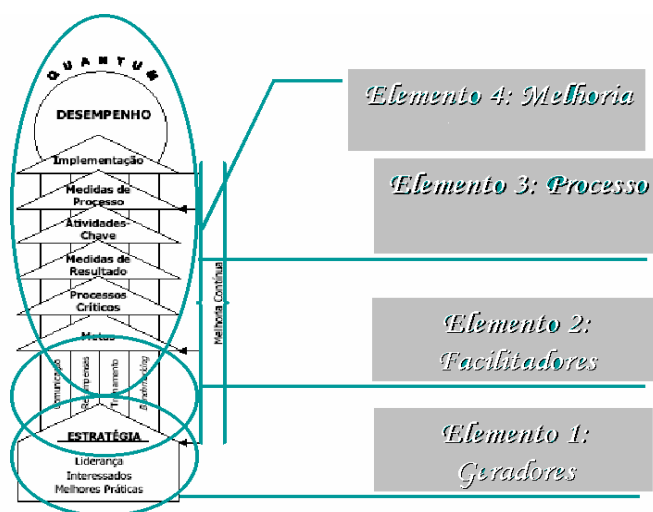 QUANTUM
DESEMPENHO
Implementação
Medidas de
Processo
Atividades-
Chave
Medidas de
Resultado
Processos
Críticos
Metas
Comunicação
Recompensas
Treinamento
Benchmarking
ESTRATÉGIA
Liderança
Interessados
Melhores Práticas
Melhoria Contínua
Elemento 4: Melhoria
Elemento 3: Processo
Elemento 2:
Facilitadores
Elemento 1:
Geradores